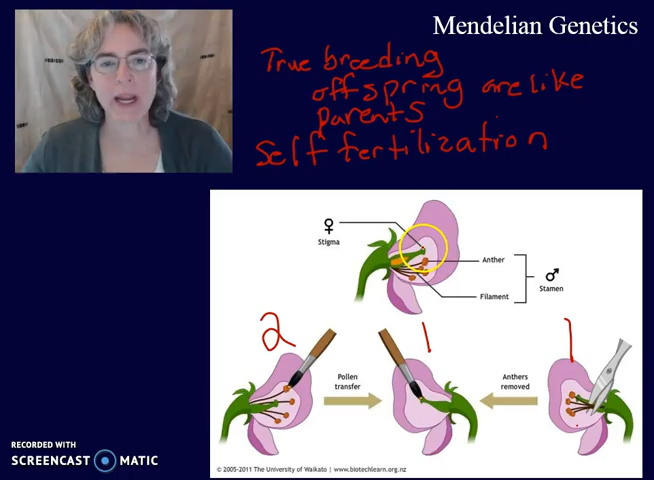 Mendelian Genetics
True breeding
offspring are like
parents
Self fertilization
♀
Stigma
Anther
♂
Stamen
Filament
2
1
1
Pollen
transfer
Anthers
removed
RECORDED WITH
SCREENCAST MATIC
© 2005-2011 The University of Waikato | www.biotechlearn.org.nz